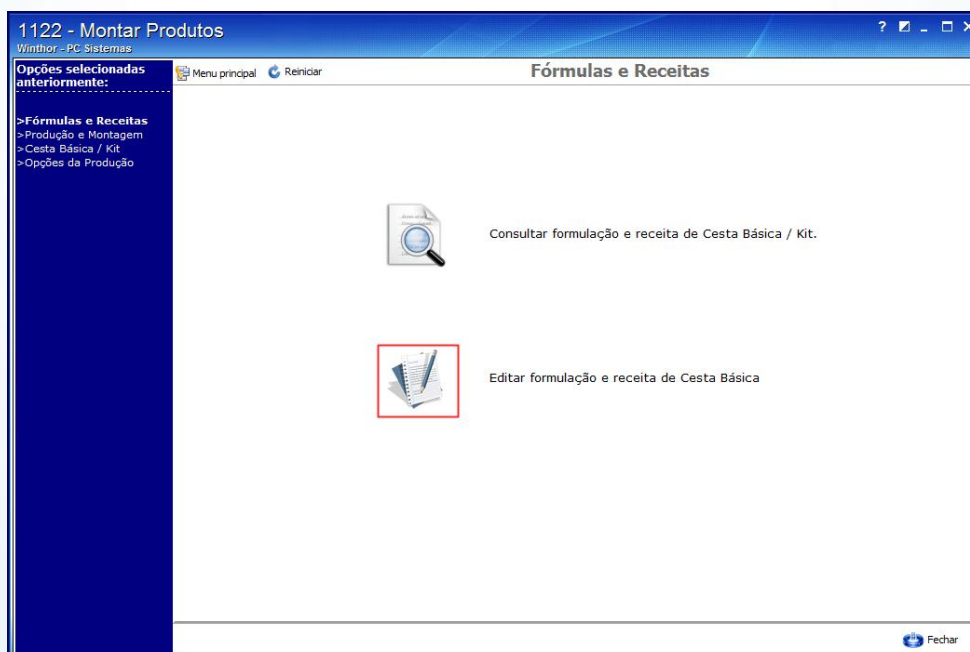 1122 - Montar Produtos
Winthor - PC Sistemas
?
Opções selecionadas
anteriormente:
>Fórmulas e Receitas
>Produção e Montagem
>Cesta Básica / Kit
>Opções da Produção
Menu principal
Reiniciar
Fórmulas e Receitas
Consultar formulação e receita de Cesta Básica / Kit.
Editar formulação e receita de Cesta Básica
Fechar